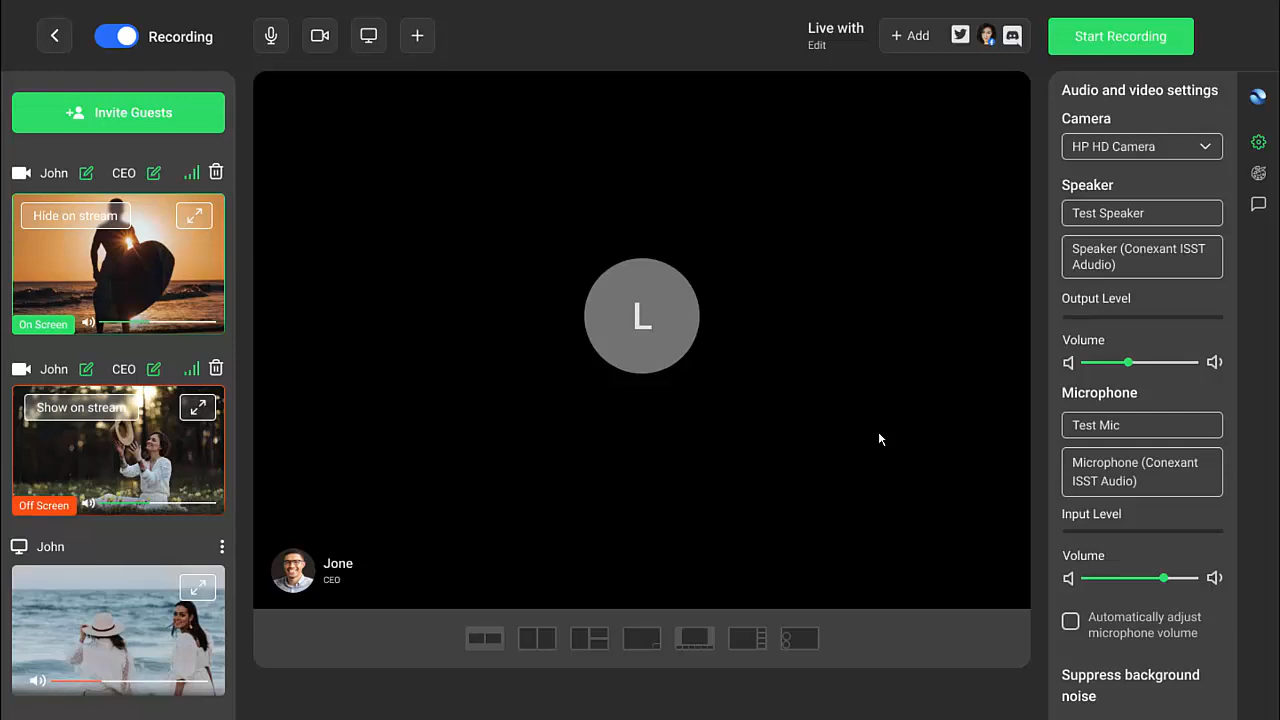 Recording
Live with
Edit
Add
Start Recording
Invite Guests
John
CEO
Hide on stream
On Screen
John
CEO
Show on stream
Off Screen
John
L
Jone
CEO
Audio and video settings
Camera
HP HD Camera
Speaker
Test Speaker
Speaker (Conexant ISST
Adudio)
Output Level
Volume
Microphone
Test Mic
Microphone (Conexant
ISST Audio)
Input Level
Volume
Automatically adjust
microphone volume
Suppress background
noise